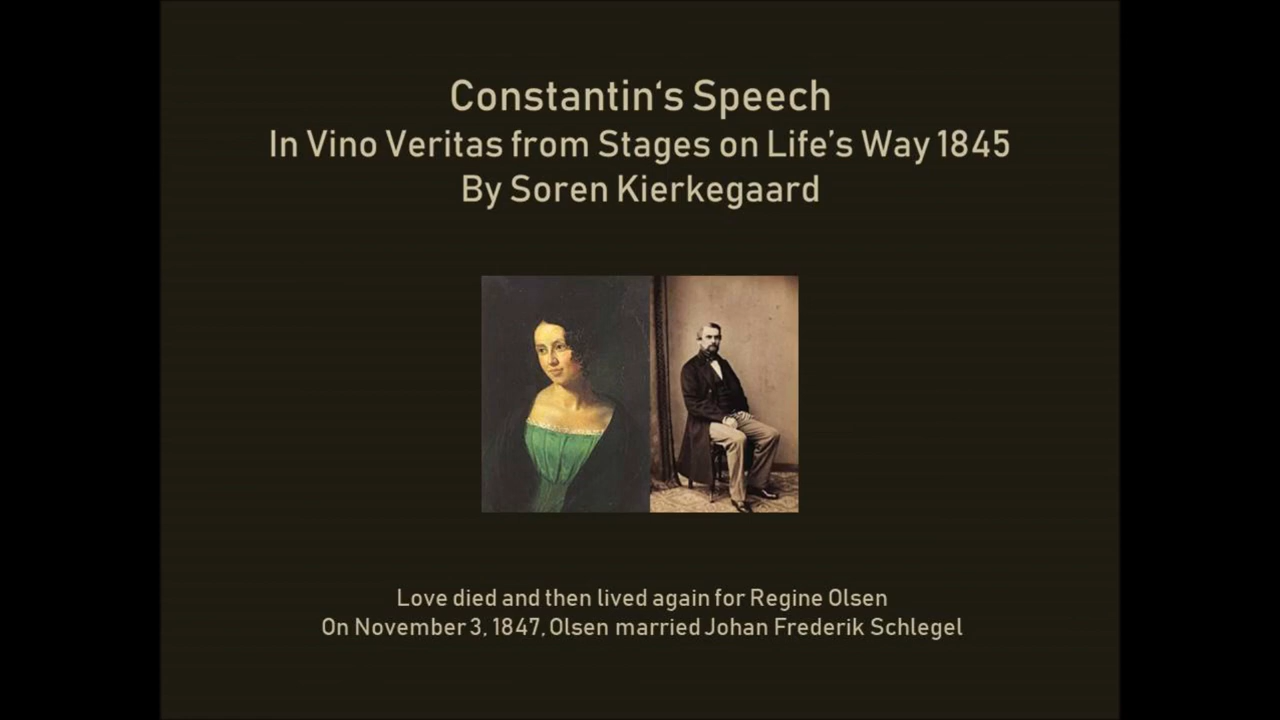 Constantin‘s Speech
In Vino Veritas from Stages on Life’s Way 1845
By Soren Kierkegaard
Love died and then lived again for Regine Olsen
On November 3, 1847, Olsen married Johan Frederik Schlegel